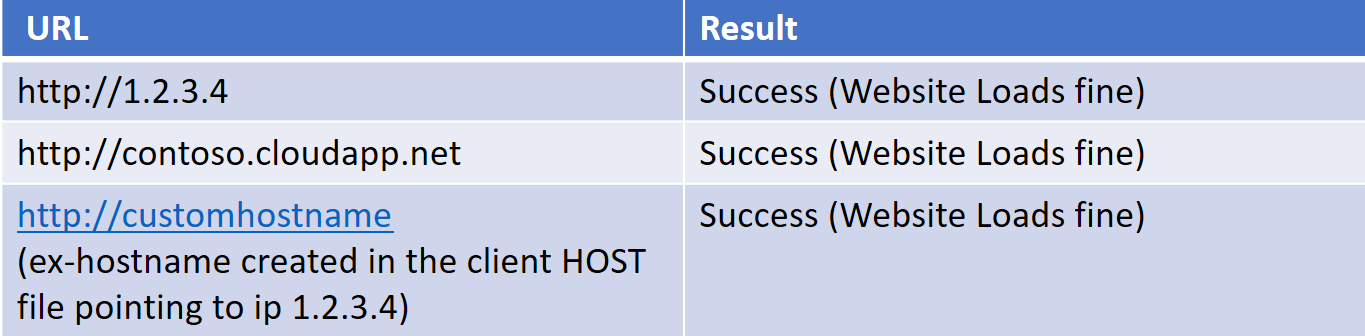 URL
Result
http://1.2.3.4
Success (Website Loads fine)
http://contoso.cloudapp.net
Success (Website Loads fine)
http://customhostname
(ex-hostname created in the client HOST
file pointing to ip 1.2.3.4)
Success (Website Loads fine)